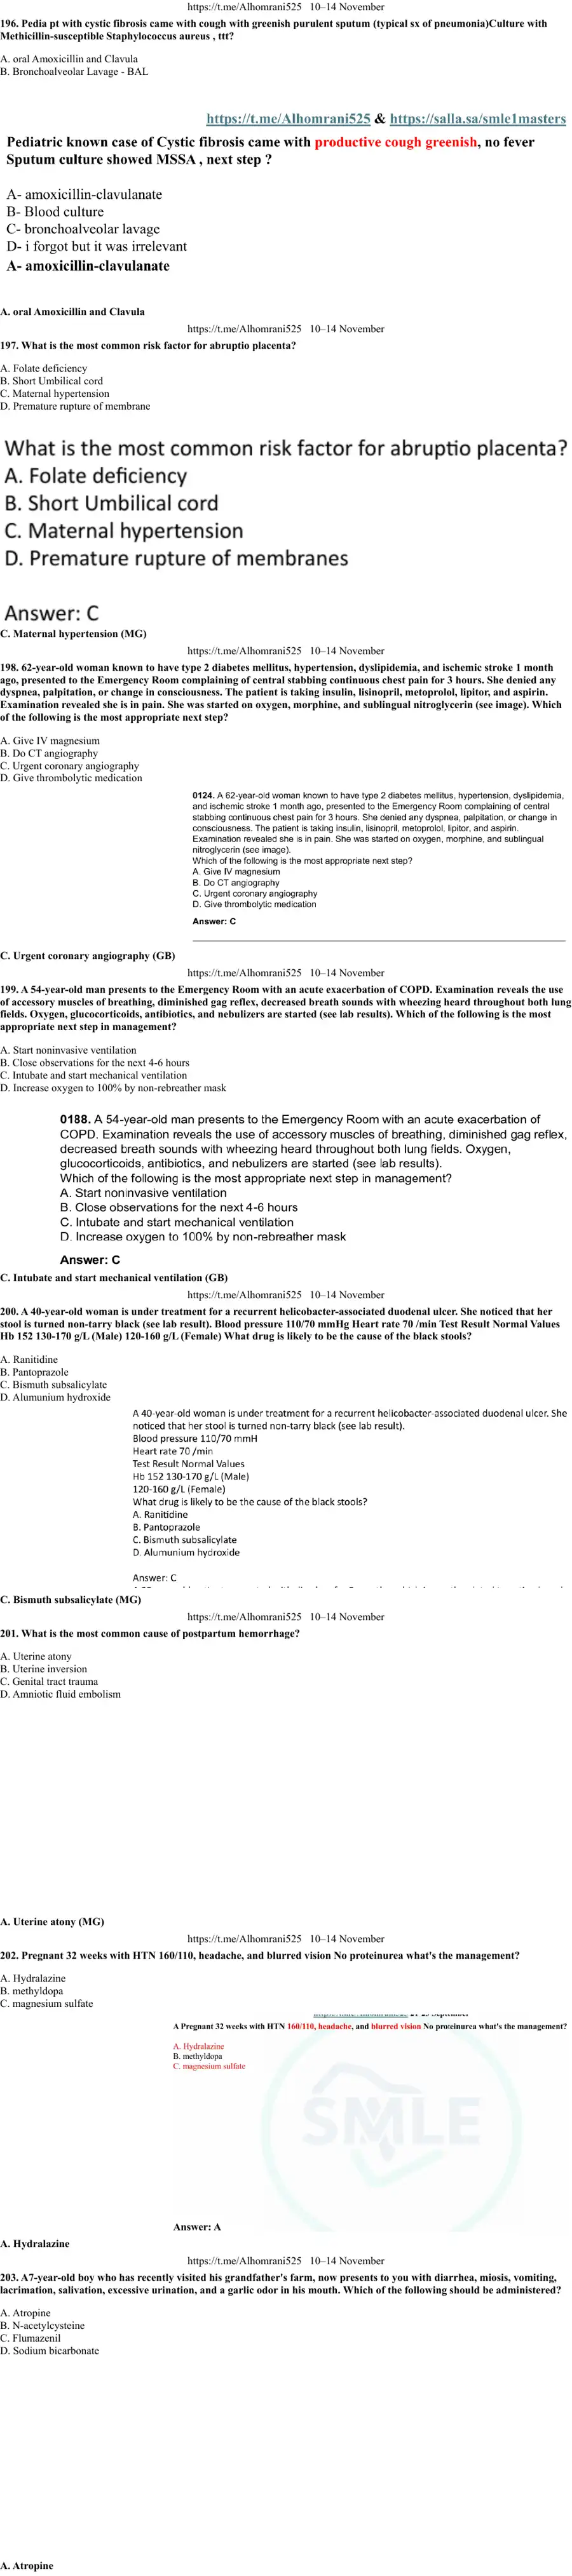 https://t.me/Alhomrani525 10–14 November
196. Pedia pt with cystic fibrosis came with cough with greenish purulent sputum (typical sx of pneumonia)Culture with
Methicillin-susceptible Staphylococcus aureus , ttt?
A. oral Amoxicillin and Clavula
B. Bronchoalveolar Lavage - BAL
https://t.me/Alhomrani525 & https://salla.sa/smle1masters
Pediatric known case of Cystic fibrosis came with productive cough greenish, no fever
Sputum culture showed MSSA , next step ?
A- amoxicillin-clavulanate
B- Blood culture
C- bronchoalveolar lavage
D- i forgot but it was irrelevant
A- amoxicillin-clavulanate
A. oral Amoxicillin and Clavula
https://t.me/Alhomrani525 10–14 November
197. What is the most common risk factor for abruptio placenta?
A. Folate deficiency
B. Short Umbilical cord
C. Maternal hypertension
D. Premature rupture of membrane
What is the most common risk factor for abruptio placenta?
A. Folate deficiency
B. Short Umbilical cord
C. Maternal hypertension
D. Premature rupture of membranes
Answer: C
C. Maternal hypertension (MG)
https://t.me/Alhomrani525 10–14 November
198. 62-year-old woman known to have type 2 diabetes mellitus, hypertension, dyslipidemia, and ischemic stroke 1 month
ago, presented to the Emergency Room complaining of central stabbing continuous chest pain for 3 hours. She denied any
dyspnea, palpitation, or change in consciousness. The patient is taking insulin, lisinopril, metoprolol, lipitor, and aspirin.
Examination revealed she is in pain. She was started on oxygen, morphine, and sublingual nitroglycerin (see image). Which
of the following is the most appropriate next step?
A. Give IV magnesium
B. Do CT angiography
C. Urgent coronary angiography
D. Give thrombolytic medication
0124. A 62-year-old woman known to have type 2 diabetes mellitus, hypertension, dyslipidemia,
and ischemic stroke 1 month ago, presented to the Emergency Room complaining of central
stabbing continuous chest pain for 3 hours. She denied any dyspnea, palpitation, or change in
consciousness. The patient is taking insulin, lisinopril, metoprolol, lipitor, and aspirin.
Examination revealed she is in pain. She was started on oxygen, morphine, and sublingual
nitroglycerin (see image).
Which of the following is the most appropriate next step?
A. Give IV magnesium
B. Do CT angiography
C. Urgent coronary angiography
D. Give thrombolytic medication
Answer: C
C. Urgent coronary angiography (GB)
https://t.me/Alhomrani525 10–14 November
199. A 54-year-old man presents to the Emergency Room with an acute exacerbation of COPD. Examination reveals the use
of accessory muscles of breathing, diminished gag reflex, decreased breath sounds with wheezing heard throughout both lung
fields. Oxygen, glucocorticoids, antibiotics, and nebulizers are started (see lab results). Which of the following is the most
appropriate next step in management?
A. Start noninvasive ventilation
B. Close observations for the next 4-6 hours
C. Intubate and start mechanical ventilation
D. Increase oxygen to 100% by non-rebreather mask
0188. A 54-year-old man presents to the Emergency Room with an acute exacerbation of
COPD. Examination reveals the use of accessory muscles of breathing, diminished gag reflex,
decreased breath sounds with wheezing heard throughout both lung fields. Oxygen,
glucocorticoids, antibiotics, and nebulizers are started (see lab results).
Which of the following is the most appropriate next step in management?
A. Start noninvasive ventilation
B. Close observations for the next 4-6 hours
C. Intubate and start mechanical ventilation
D. Increase oxygen to 100% by non-rebreather mask
Answer: C
C. Intubate and start mechanical ventilation (GB)
https://t.me/Alhomrani525 10–14 November
200. A 40-year-old woman is under treatment for a recurrent helicobacter-associated duodenal ulcer. She noticed that her
stool is turned non-tarry black (see lab result). Blood pressure 110/70 mmHg Heart rate 70 /min Test Result Normal Values
Hb 152 130-170 g/L (Male) 120-160 g/L (Female) What drug is likely to be the cause of the black stools?
A. Ranitidine
B. Pantoprazole
C. Bismuth subsalicylate
D. Alumunium hydroxide
A 40-year-old woman is under treatment for a recurrent helicobacter-associated duodenal ulcer. She
noticed that her stool is turned non-tarry black (see lab result).
Blood pressure 110/70 mmH
Heart rate 70 /min
Test Result Normal Values
Hb 152 130-170 g/L (Male)
120-160 g/L (Female)
What drug is likely to be the cause of the black stools?
A. Ranitidine
B. Pantoprazole
C. Bismuth subsalicylate
D. Alumunium hydroxide
Answer: C
C. Bismuth subsalicylate (MG)
https://t.me/Alhomrani525 10–14 November
201. What is the most common cause of postpartum hemorrhage?
A. Uterine atony
B. Uterine inversion
C. Genital tract trauma
D. Amniotic fluid embolism
A. Uterine atony (MG)
https://t.me/Alhomrani525 10–14 November
202. Pregnant 32 weeks with HTN 160/110, headache, and blurred vision No proteinurea what's the management?
A. Hydralazine
B. methyldopa
C. magnesium sulfate
A Pregnant 32 weeks with HTN 160/110, headache, and blurred vision No proteinurea what's the management?
A. Hydralazine
B. methyldopa
C. magnesium sulfate
SMLE
Answer: A
A. Hydralazine
https://t.me/Alhomrani525 10–14 November
203. A7-year-old boy who has recently visited his grandfather's farm, now presents to you with diarrhea, miosis, vomiting,
lacrimation, salivation, excessive urination, and a garlic odor in his mouth. Which of the following should be administered?
A. Atropine
B. N-acetylcysteine
C. Flumazenil
D. Sodium bicarbonate
A. Atropine